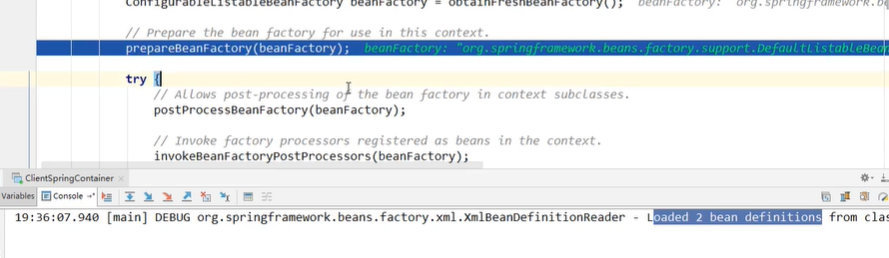 ConfigurableListableBeanFactory beanFactory = obtainFreshBeanFactory(); beanFactory: "org.springframework.be
// Prepare the bean factory for use in this context.
prepareBeanFactory(beanFactory); beanFactory: "org.springframework.beans.factory.support.DefaultListableBean
try {
// Allows post-processing of the bean factory in context subclasses.
postProcessBeanFactory(beanFactory);
// Invoke factory processors registered as beans in the context.
invokeBeanFactoryPostProcessors(beanFactory);
ClientSpringContainer
Variables Console
19:36:07.940 [main] DEBUG org.springframework.beans.factory.xml.XmlBeanDefinitionReader - Loaded 2 bean definitions from clas